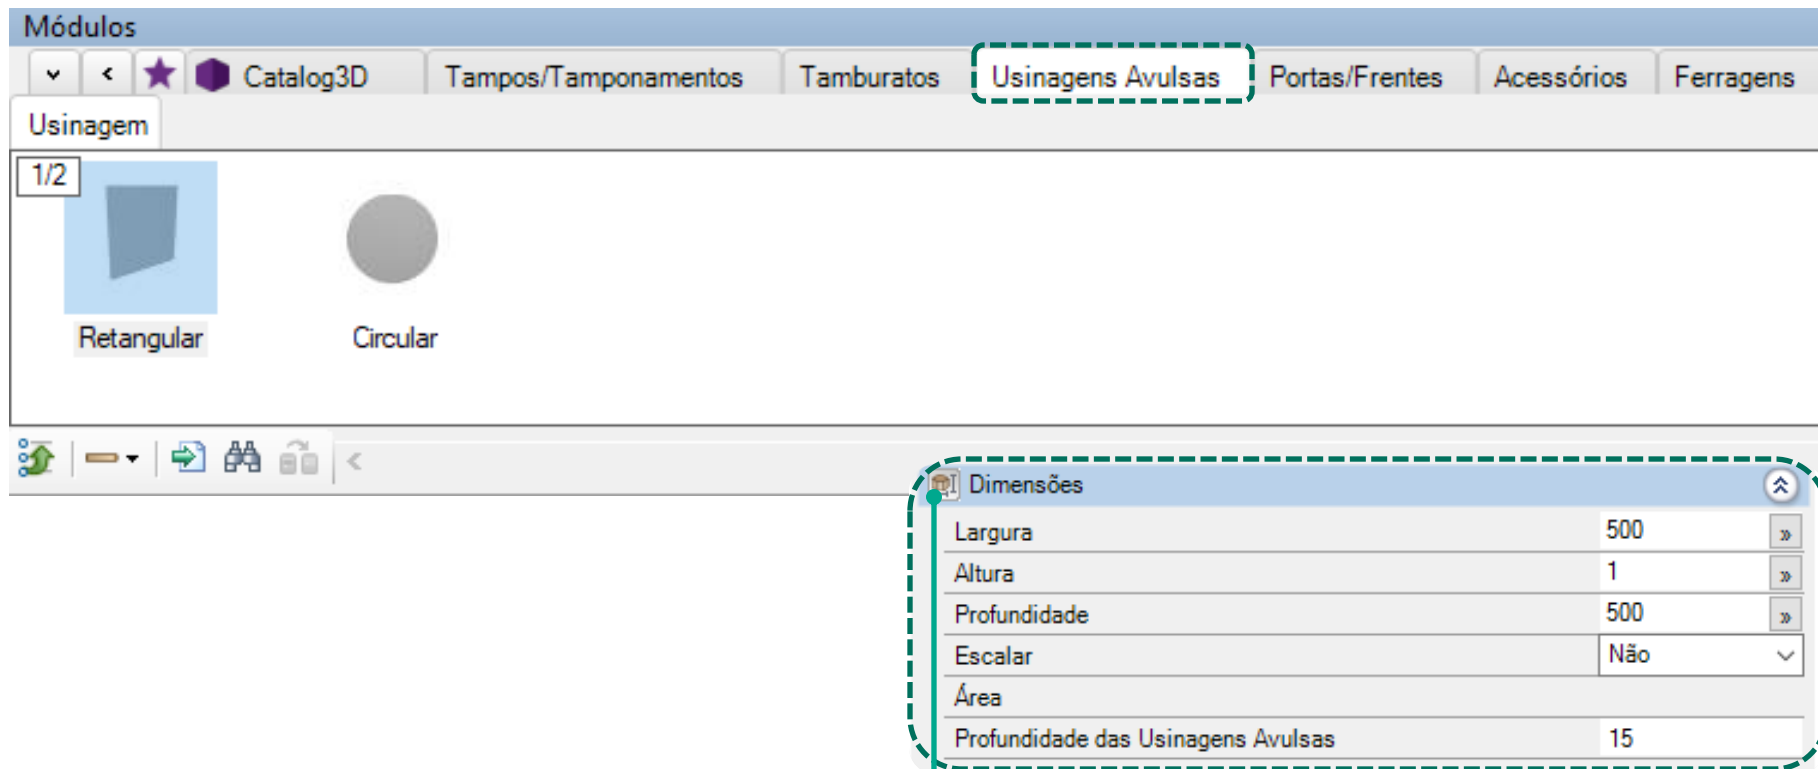 Módulos
Catalog3D Tampos/Tamponamentos Tamburatos Usinagens Avulsas Portas/Frentes Acessórios Ferragens
Usinagem
1/2
Retangular Circular
Dimensões
Largura 500
Altura 1
Profundidade 500
Escalar Não
Área
Profundidade das Usinagens Avulsas 15